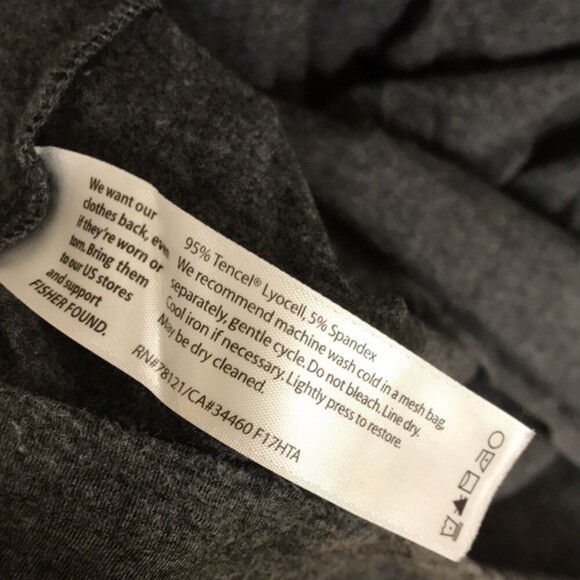 We want our
clothes back, even
if they're worn or
torn. Bring them
to our US stores
and support
FISHER FOUND.
95% Tencel® Lyocell, 5% Spandex
We recommend machine wash cold in a mesh bag,
separately, gentle cycle. Do not bleach. Line dry.
Cool iron if necessary. Lightly press to restore.
May be dry cleaned.
RN#78121/CA#34460 F17HTA